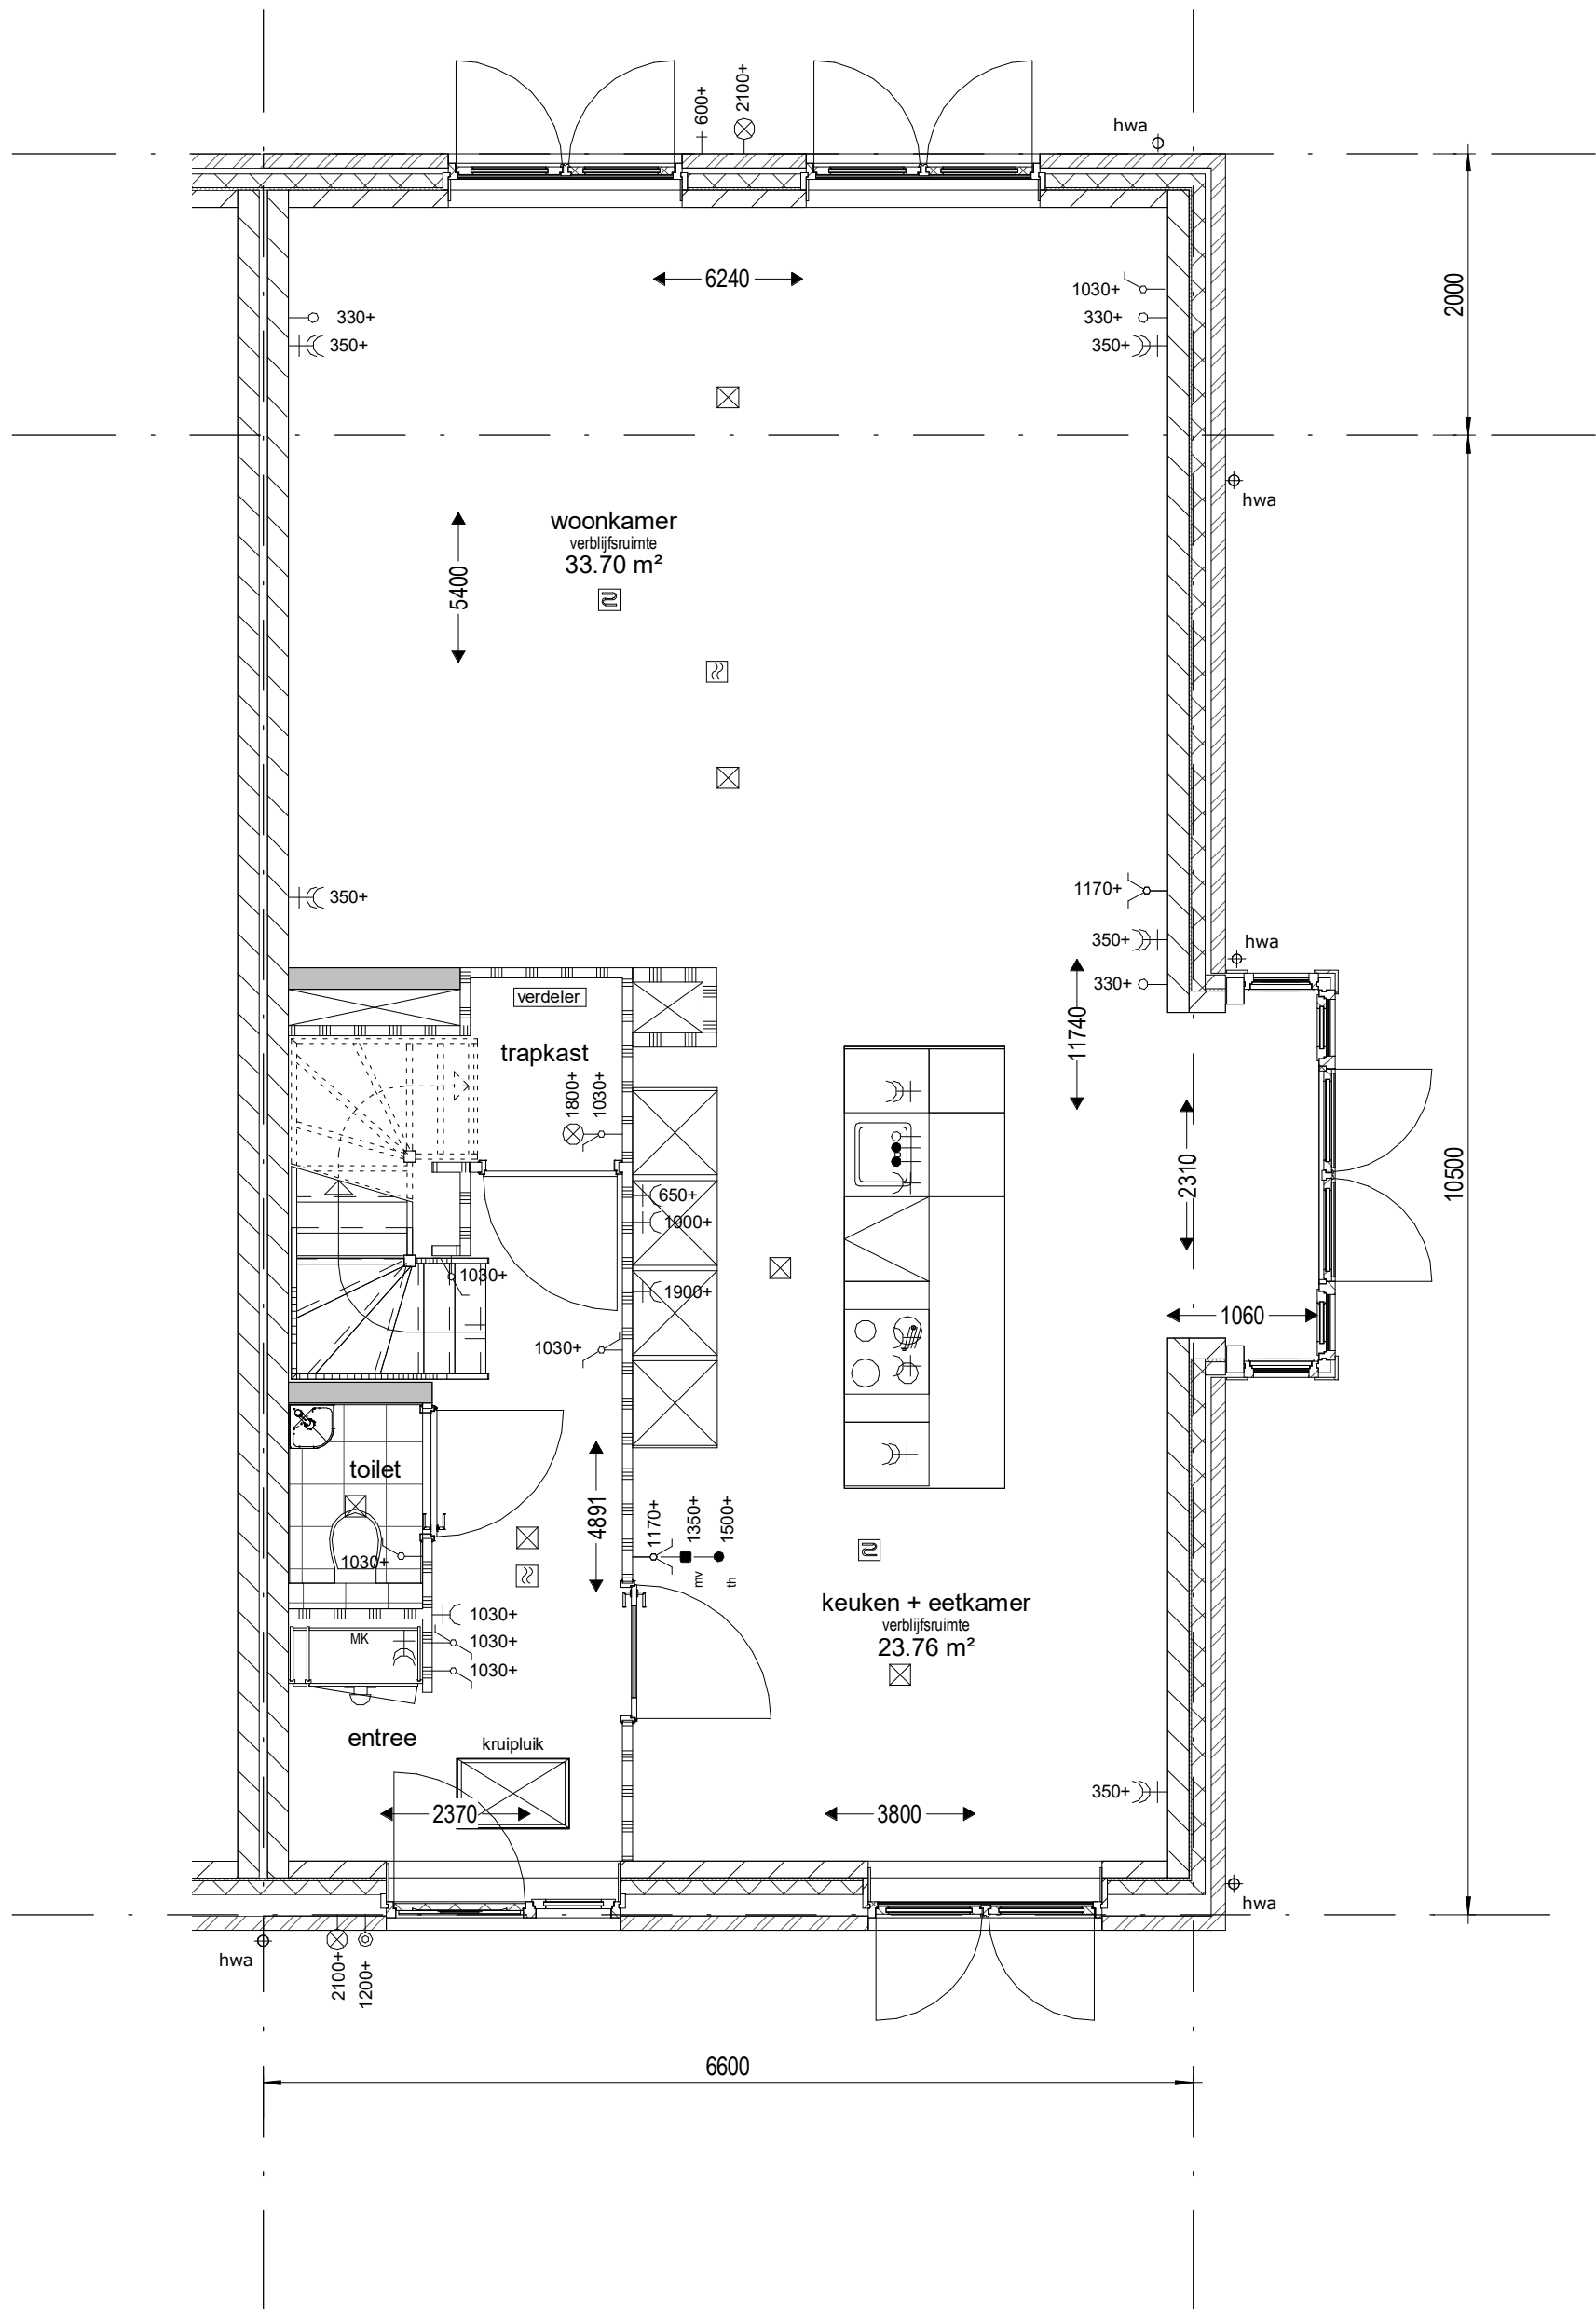 600+
2100+
hwa
6240
1030+
330+
330+
350+
350+
2000
hwa
woonkamer
verblijfsruimte
33.70 m²
5400
1170+
350+
350+
hwa
330+
verdeler
11740
trapkast
1800+
1030+
2310
10500
650+
1900+
1030+
1900+
1060
1030+
toilet
4891
1170+
1350+
1500+
1030+
mv
th
keuken + eetkamer
verblijfsruimte
23.76 m²
1030+
MK
1030+
1030+
entree
kruipluik
350+
2370
3800
hwa
hwa
2100+
1200+
6600